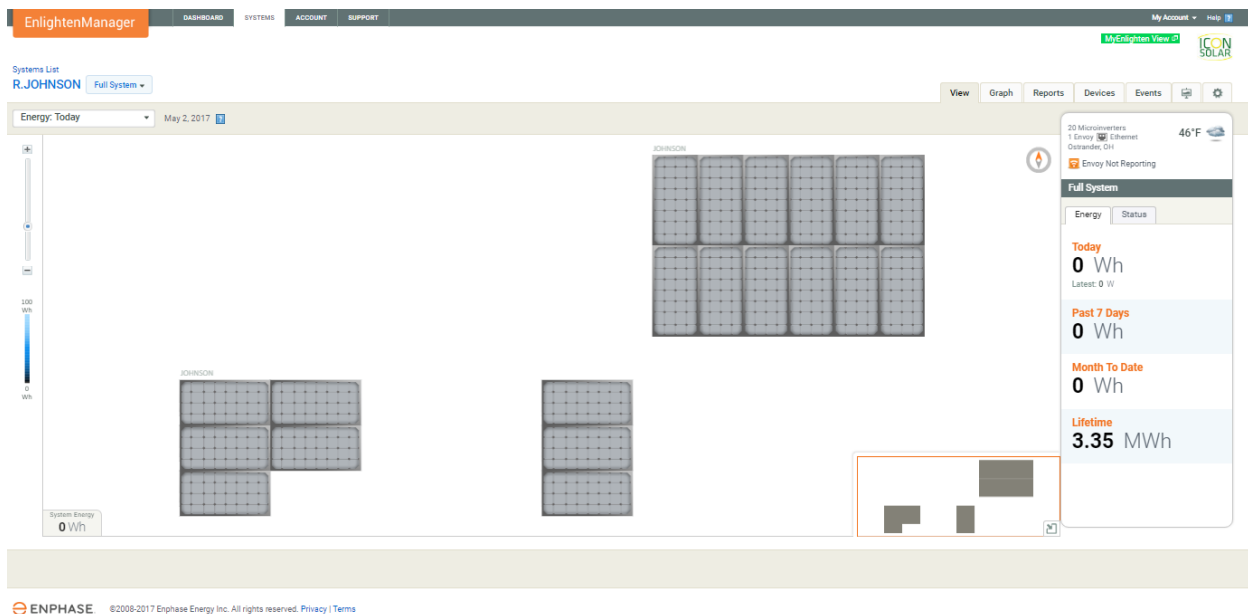 EnlightenManager
DASHBOARD SYSTEMS ACCOUNT SUPPORT
My Account Help ?
MyEnlighten View
ICON
SOLAR
Systems List
R.JOHNSON Full System
View Graph Reports Devices Events
Energy: Today May 2, 2017 ?
20 Microinverters
1 Envoy Ethernet
Ostrander, OH
46°F
Envoy Not Reporting
Full System
Energy Status
Today
0 Wh
Latest: 0 W
Past 7 Days
0 Wh
Month To Date
0 Wh
Lifetime
3.35 MWh
JOHNSON
JOHNSON
100
Wh
0
Wh
System Energy
0 Wh
ENPHASE ©2008-2017 Enphase Energy Inc. All rights reserved. Privacy | Terms